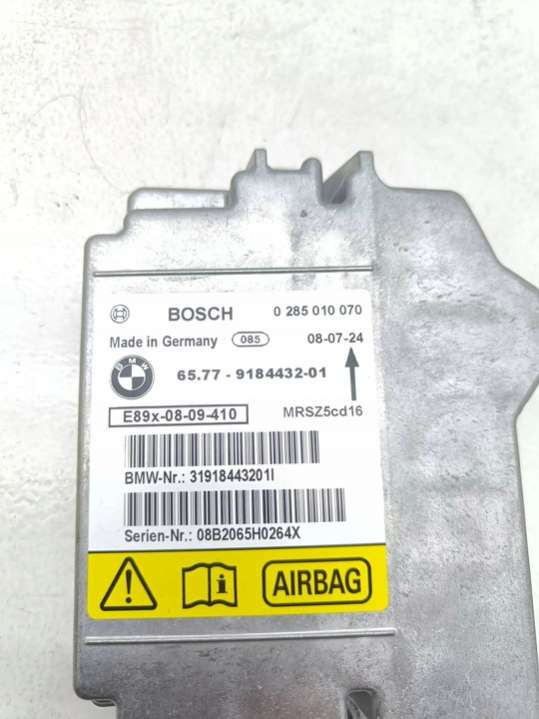 BOSCH 0 285 010 070
Made in Germany 085 08-07-24
BMW 65.77 - 9184432-01
E89x-08-09-410 MRSZ5cd16
BMW-Nr.: 31918443201I
Serien-Nr.: 08B2065H0264X
AIRBAG